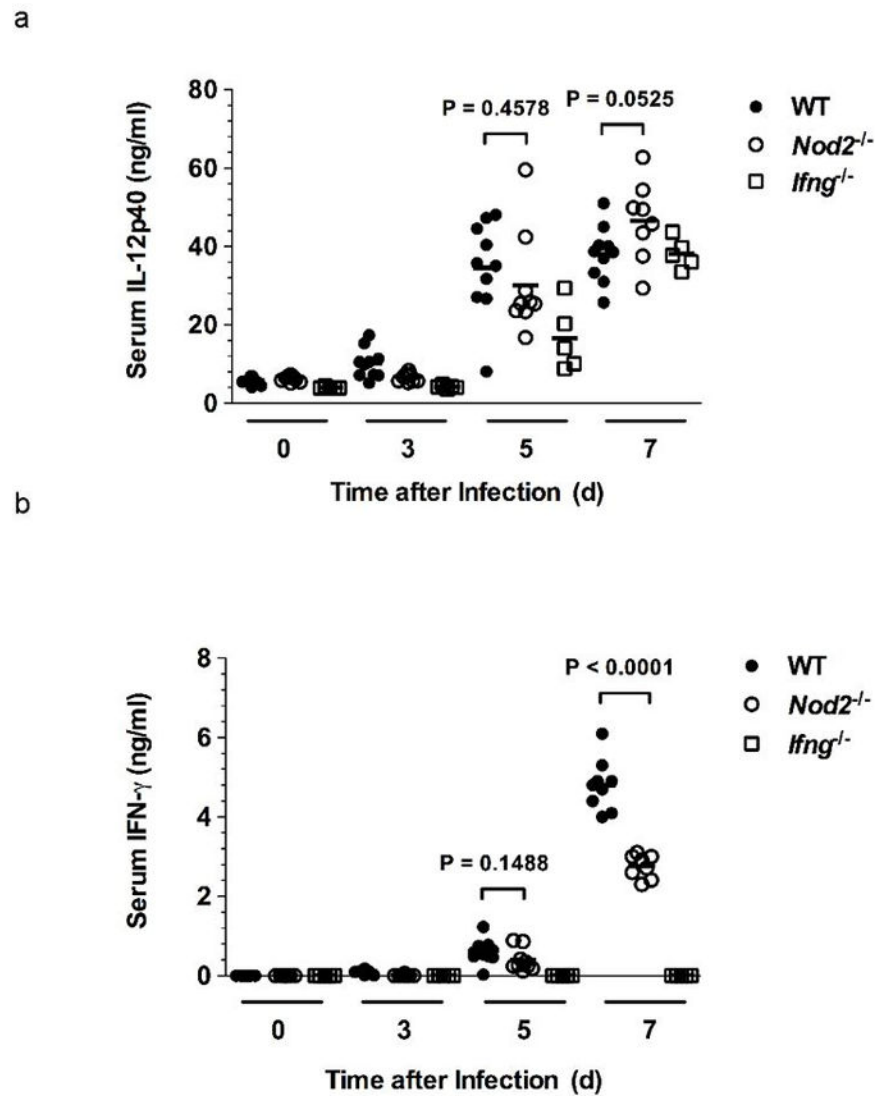 a
80
60
40
20
0
Serum IL-12p40 (ng/ml)
P = 0.4578
P = 0.0525
WT
Nod2-/-
Ifng-/-
0 3 5 7
Time after Infection (d)
b
8
6
4
2
0
Serum IFN-γ (ng/ml)
P = 0.1488
P < 0.0001
WT
Nod2-/-
Ifng-/-
0 3 5 7
Time after Infection (d)